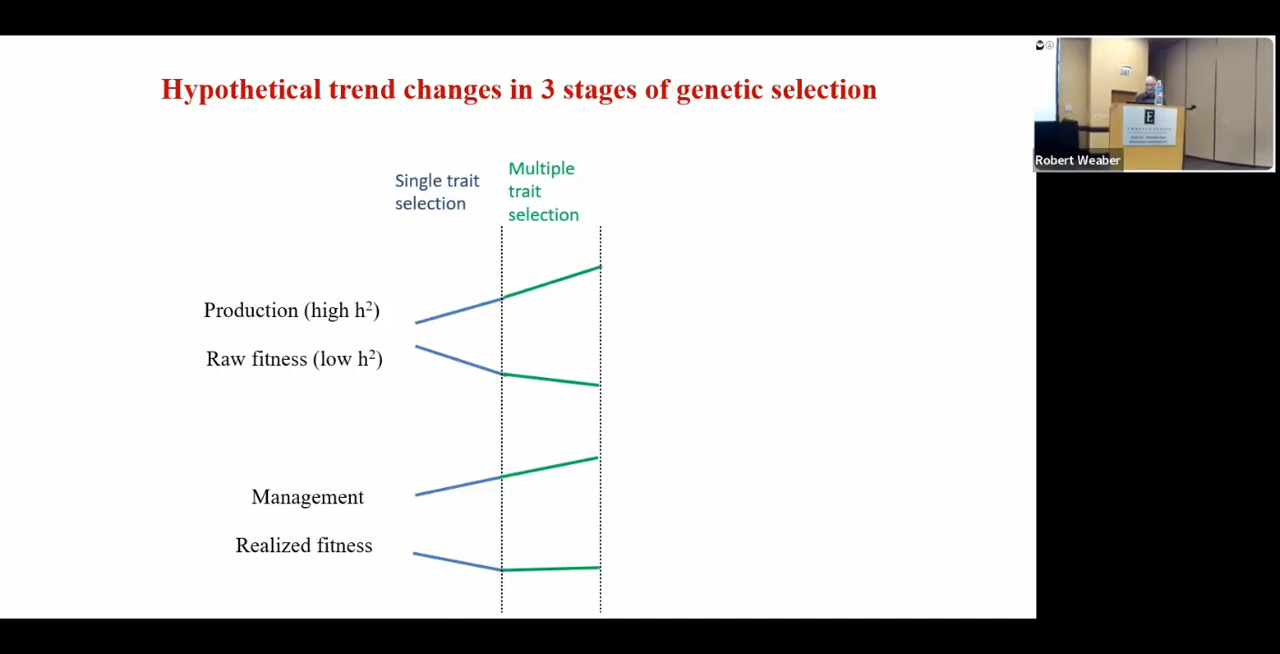 Hypothetical trend changes in 3 stages of genetic selection
Single trait
selection
Multiple
trait
selection
Production (high h²)
Raw fitness (low h²)
Management
Realized fitness
Robert Weaber
E